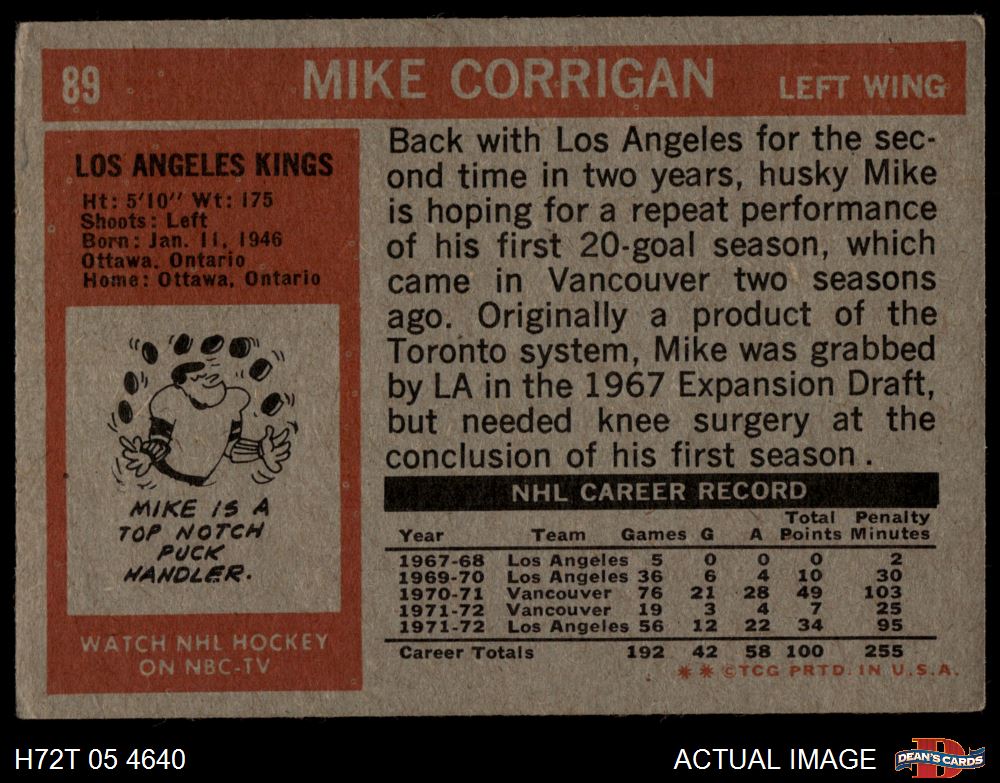 89 MIKE CORRIGAN LEFT WING
LOS ANGELES KINGS
Ht: 5'10'' Wt: 175
Shoots: Left
Born: Jan. 11, 1946
Ottawa, Ontario
Home: Ottawa, Ontario
MIKE IS A
TOP NOTCH
PUCK
HANDLER.
WATCH NHL HOCKEY
ON NBC-TV
Back with Los Angeles for the sec-
ond time in two years, husky Mike
is hoping for a repeat performance
of his first 20-goal season, which
came in Vancouver two seasons
ago. Originally a product of the
Toronto system, Mike was grabbed
by LA in the 1967 Expansion Draft,
but needed knee surgery at the
conclusion of his first season.
NHL CAREER RECORD
Total Penalty
Year Team Games G A Points Minutes
1967-68 Los Angeles 5 0 0 0 2
1969-70 Los Angeles 36 6 4 10 30
1970-71 Vancouver 76 21 28 49 103
1971-72 Vancouver 19 3 4 7 25
1971-72 Los Angeles 56 12 22 34 95
Career Totals 192 42 58 100 255
** ©TCG PRTD. IN U.S.A.
H72T 05 4640 ACTUAL IMAGE DEAN'S CARDS